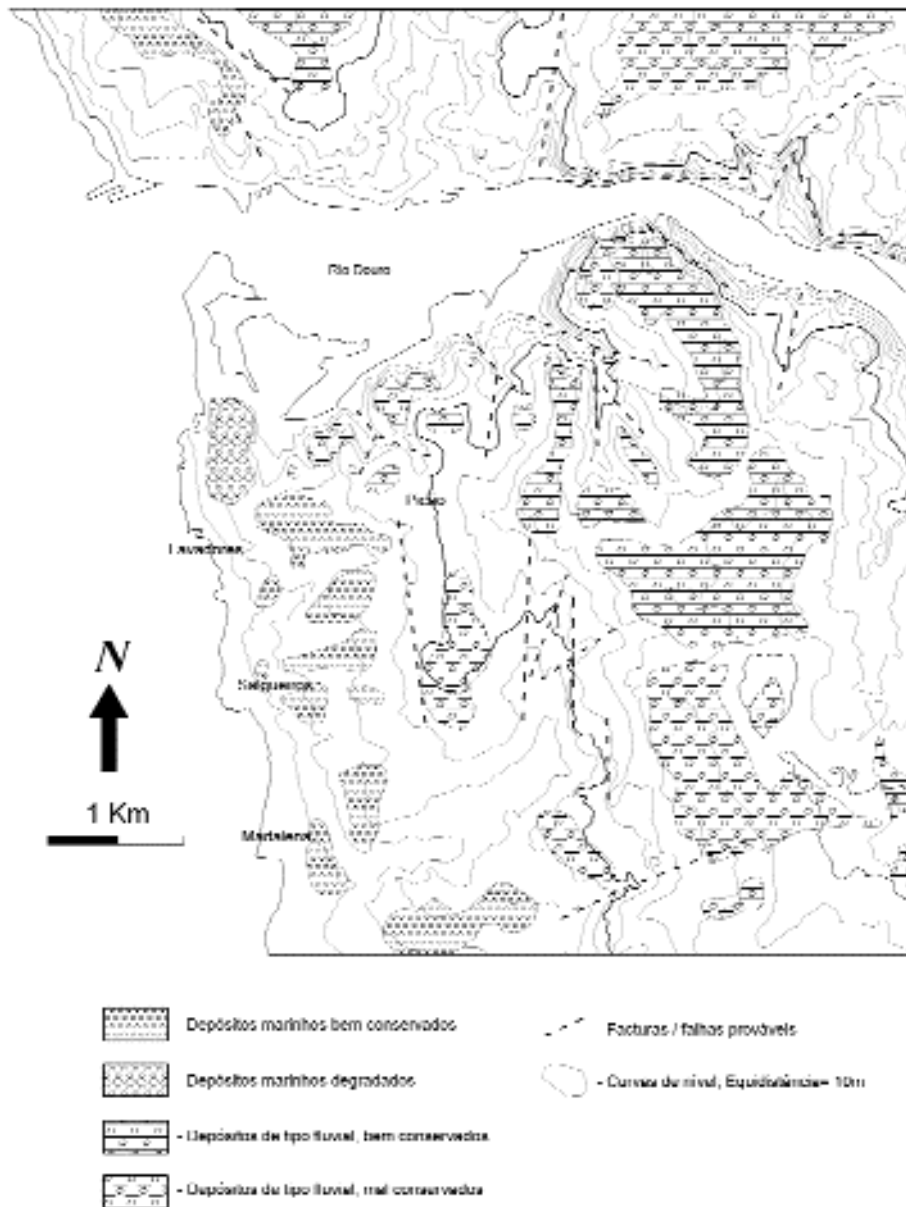 Rio Douro
Lavadores
N
Salgueiros
1 Km
Madalena
Depósitos marinhos bem conservados
Facturas / falhas prováveis
Depósitos marinhos degradados
- Curvas de nível, Equidistância= 10m
- Depósitos de tipo fluvial, bem conservados
- Depósitos de tipo fluvial, mal conservados